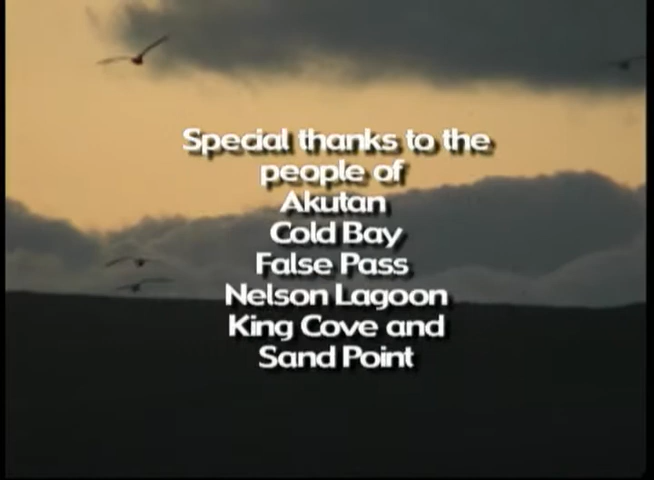 Special thanks to the
people of
Akutan
Cold Bay
False Pass
Nelson Lagoon
King Cove and
Sand Point